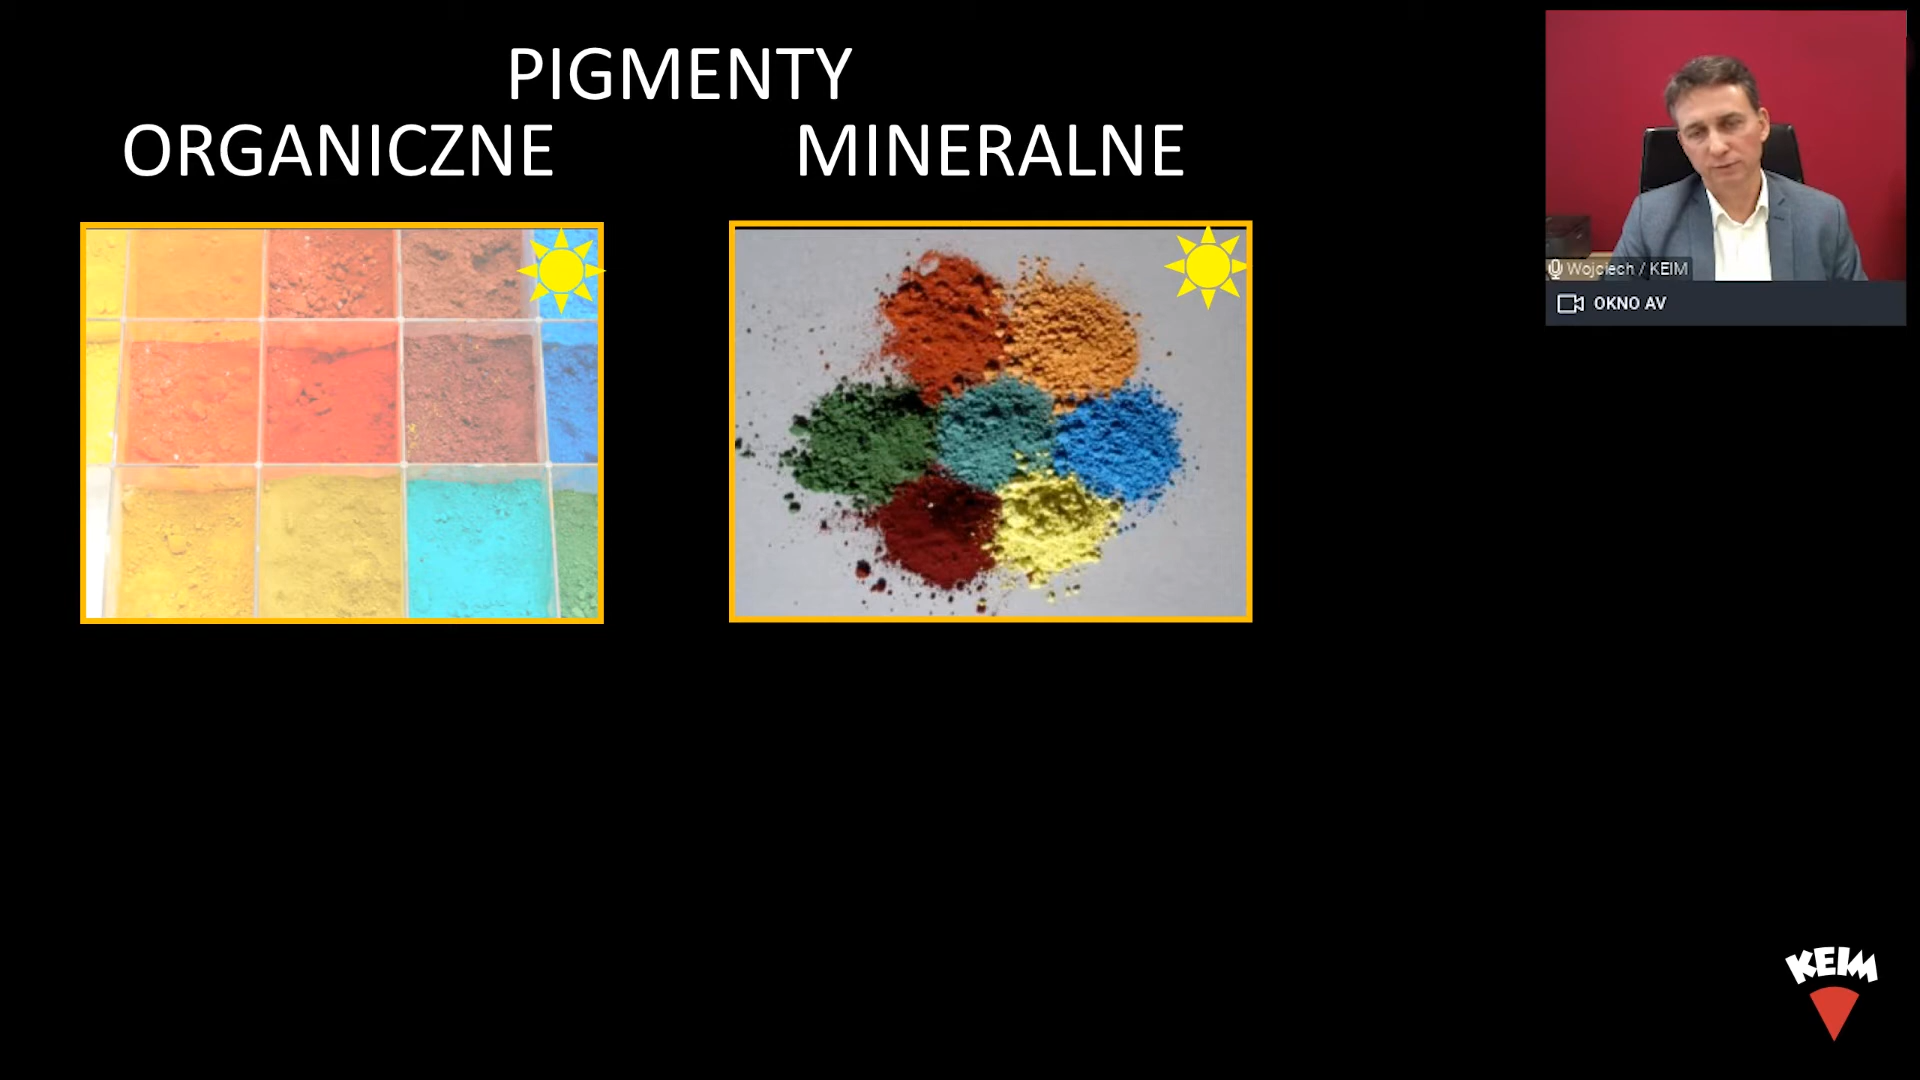 PIGMENTY
ORGANICZNE
MINERALNE
Wojciech / KEIM
OKNO AV
KEIM